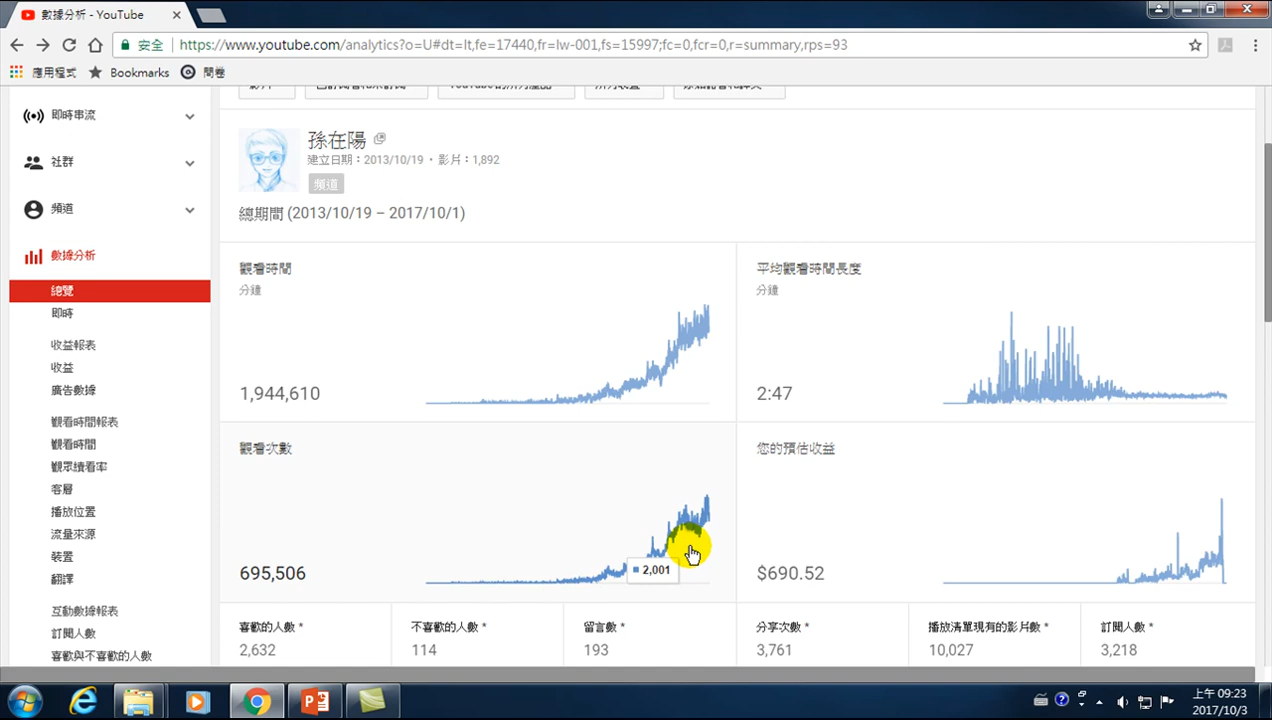 數據分析 - YouTube
安全 https://www.youtube.com/analytics?o=U#dt=lt,fe=17440,fr=lw-001,fs=15997;fc=0,fcr=0,r=summary,rps=93
應用程式 Bookmarks 問卷
即時串流
社群
頻道
數據分析
總覽
即時
收益報表
收益
廣告數據
觀看時間報表
觀看時間
觀眾續看率
客層
播放位置
流量來源
裝置
翻譯
互動數據報表
訂閱人數
喜歡與不喜歡的人數
孫在陽
建立日期:2013/10/19 • 影片:1,892
頻道
總期間 (2013/10/19 – 2017/10/1)
觀看時間
分鐘
1,944,610
平均觀看時間長度
分鐘
2:47
觀看次數
695,506
2,001
您的預估收益
$690.52
喜歡的人數 *
2,632
不喜歡的人數 *
114
留言數 *
193
分享次數 *
3,761
播放清單現有的影片數 *
10,027
訂閱人數 *
3,218
上午 09:23
2017/10/3